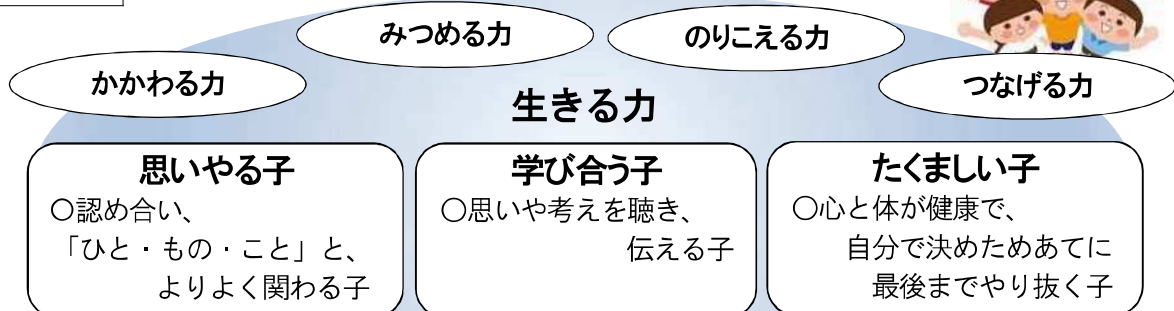 みつめる力
のりこえる力
かかわる力
つなげる力
生きる力
思いやる子
○認め合い、
「ひと・もの・こと」と、
よりよく関わる子
学び合う子
○思いや考えを聴き、
伝える子
たくましい子
○心と体が健康で、
自分で決めためあてに
最後までやり抜く子